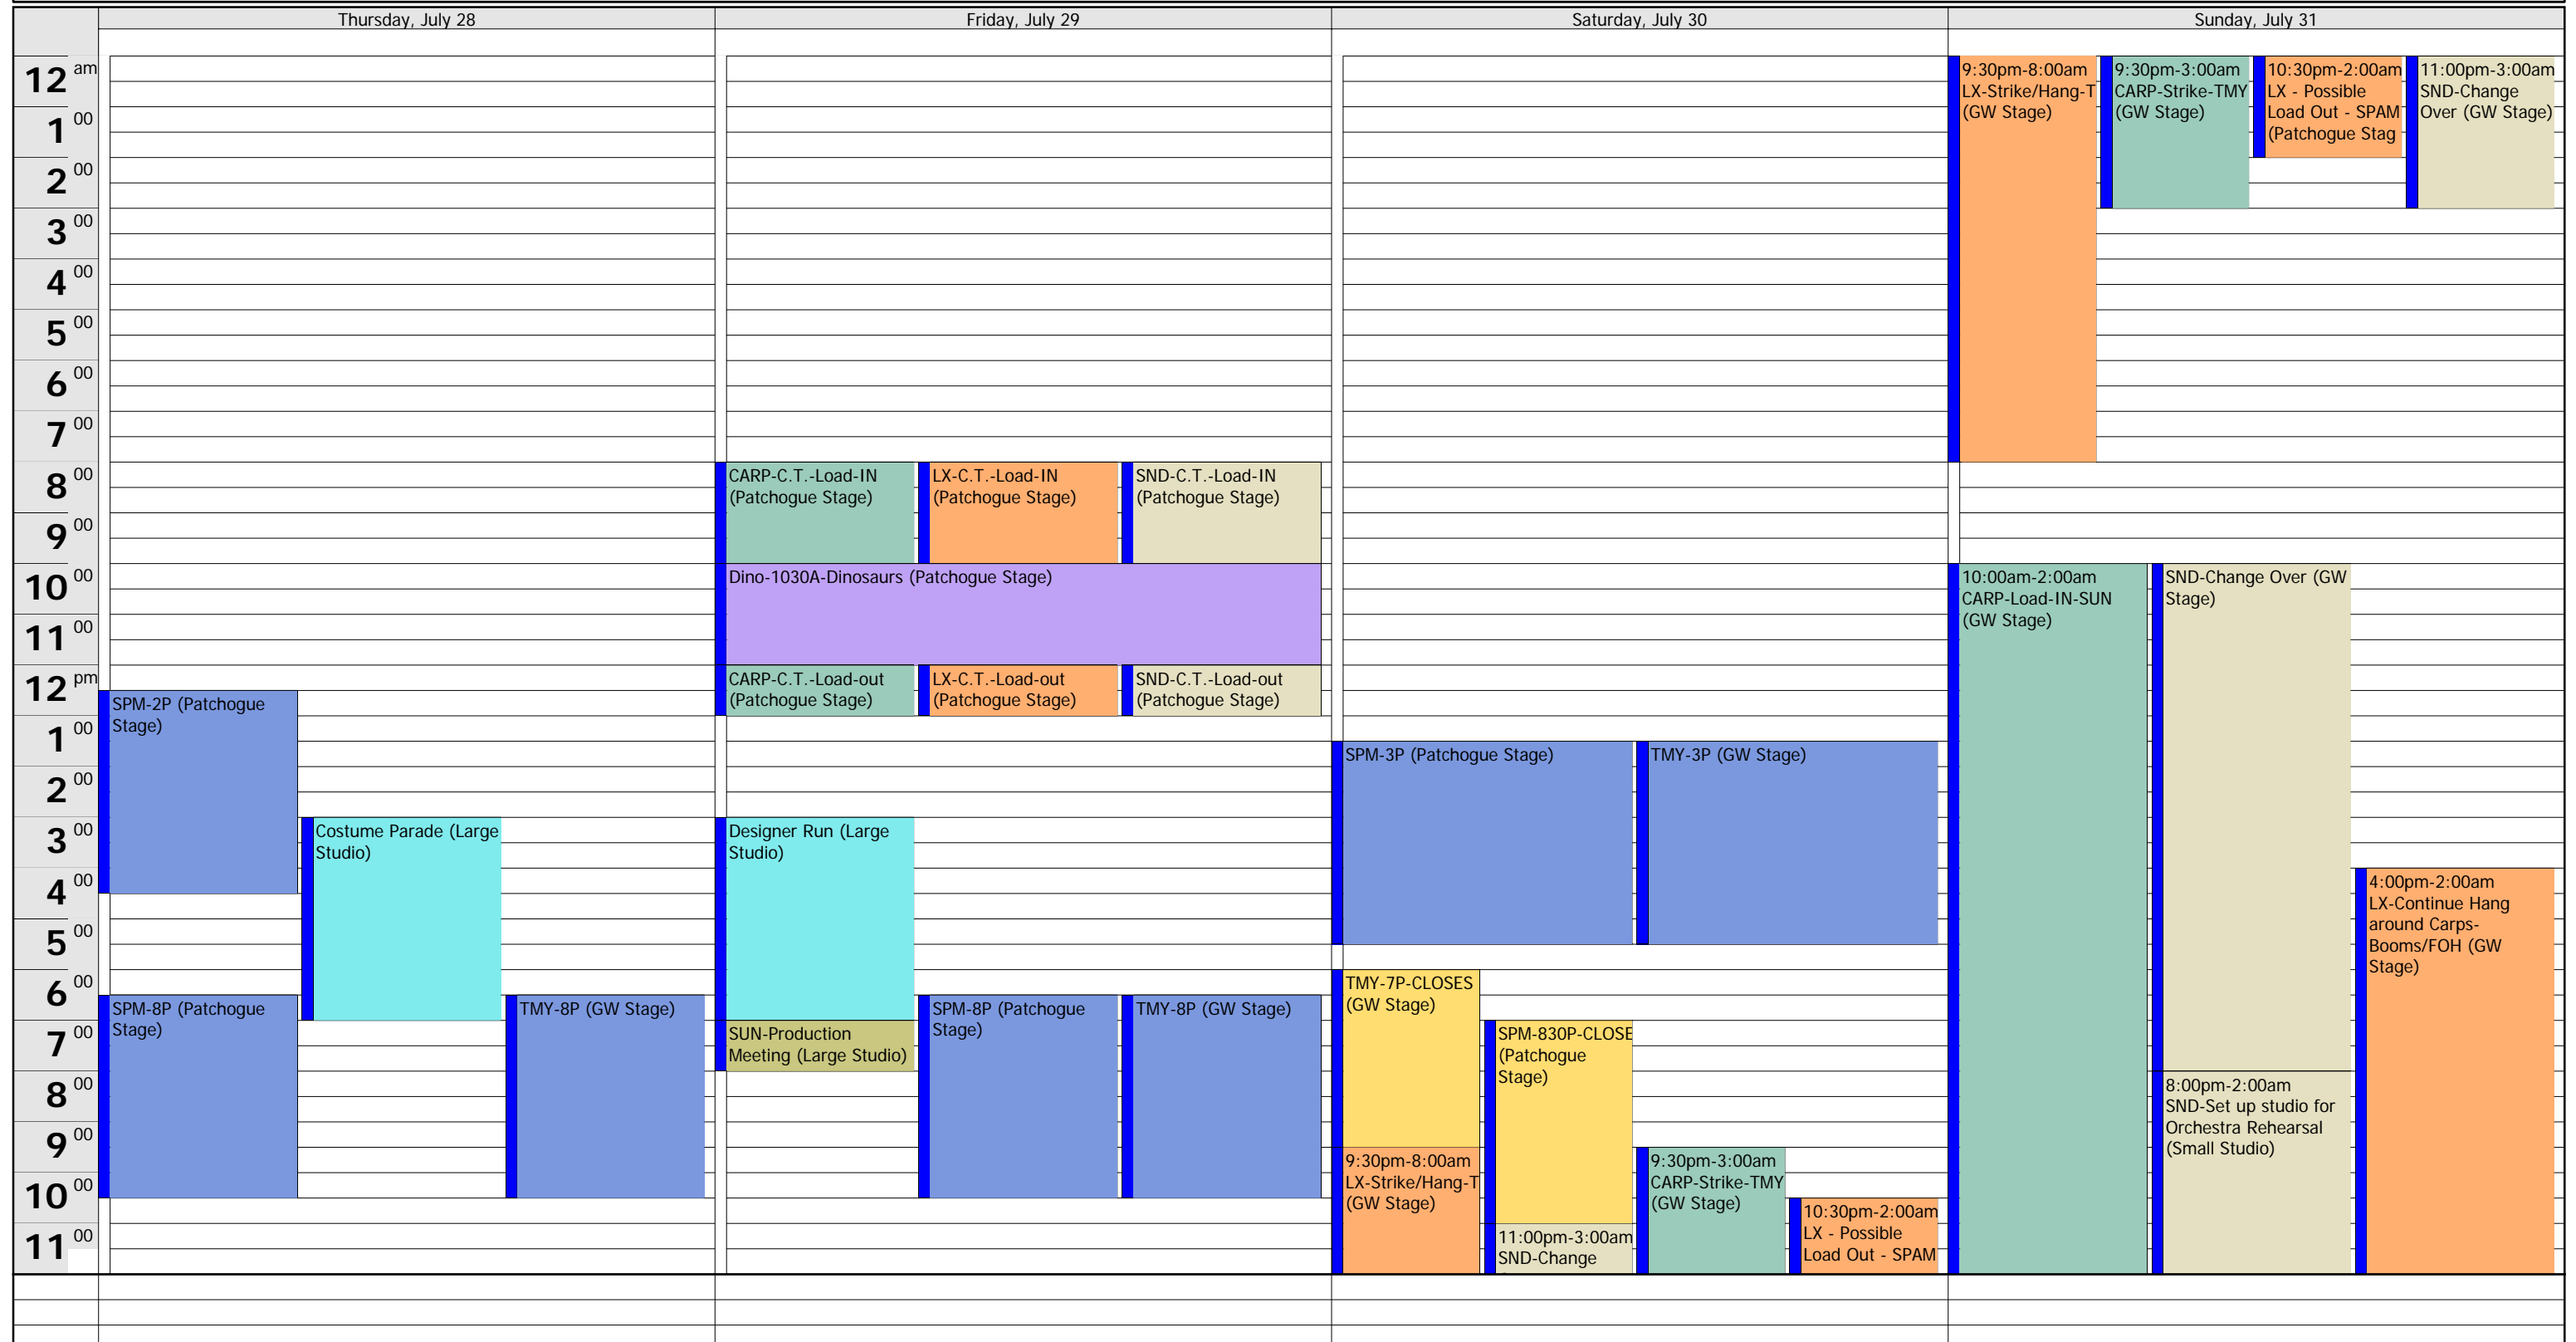 Thursday, July 28
Friday, July 29
Saturday, July 30
Sunday, July 31
12 am
1 00
2 00
3 00
4 00
5 00
6 00
7 00
8 00
9 00
10 00
11 00
12 pm
1 00
2 00
3 00
4 00
5 00
6 00
7 00
8 00
9 00
10 00
11 00
SPM-2P (Patchogue
Stage)
Costume Parade (Large
Studio)
SPM-8P (Patchogue
Stage)
TMY-8P (GW Stage)
CARP-C.T.-Load-IN
(Patchogue Stage)
LX-C.T.-Load-IN
(Patchogue Stage)
SND-C.T.-Load-IN
(Patchogue Stage)
Dino-1030A-Dinosaurs (Patchogue Stage)
CARP-C.T.-Load-out
(Patchogue Stage)
LX-C.T.-Load-out
(Patchogue Stage)
SND-C.T.-Load-out
(Patchogue Stage)
Designer Run (Large
Studio)
SUN-Production
Meeting (Large Studio)
SPM-8P (Patchogue
Stage)
TMY-8P (GW Stage)
SPM-3P (Patchogue Stage)
TMY-3P (GW Stage)
TMY-7P-CLOSES
(GW Stage)
SPM-830P-CLOSE
(Patchogue
Stage)
9:30pm-8:00am
LX-Strike/Hang-T
(GW Stage)
11:00pm-3:00am
SND-Change
9:30pm-3:00am
CARP-Strike-TMY
(GW Stage)
10:30pm-2:00am
LX - Possible
Load Out - SPAM
9:30pm-8:00am
LX-Strike/Hang-T
(GW Stage)
9:30pm-3:00am
CARP-Strike-TMY
(GW Stage)
10:30pm-2:00am
LX - Possible
Load Out - SPAM
(Patchogue Stag
11:00pm-3:00am
SND-Change
Over (GW Stage)
10:00am-2:00am
CARP-Load-IN-SUN
(GW Stage)
SND-Change Over (GW
Stage)
4:00pm-2:00am
LX-Continue Hang
around Carps-
Booms/FOH (GW
Stage)
8:00pm-2:00am
SND-Set up studio for
Orchestra Rehearsal
(Small Studio)